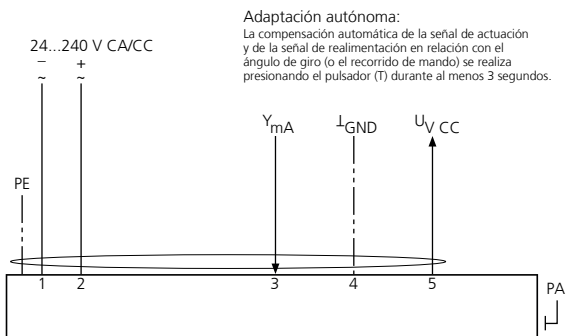 Adaptación autónoma:
La compensación automática de la señal de actuación
y de la señal de realimentación en relación con el
ángulo de giro (o el recorrido de mando) se realiza
presionando el pulsador (T) durante al menos 3 segundos.
24...240 V CA/CC
– +
~ ~
YmA ⊥GND UV CC
PE
1 2 3 4 5
PA